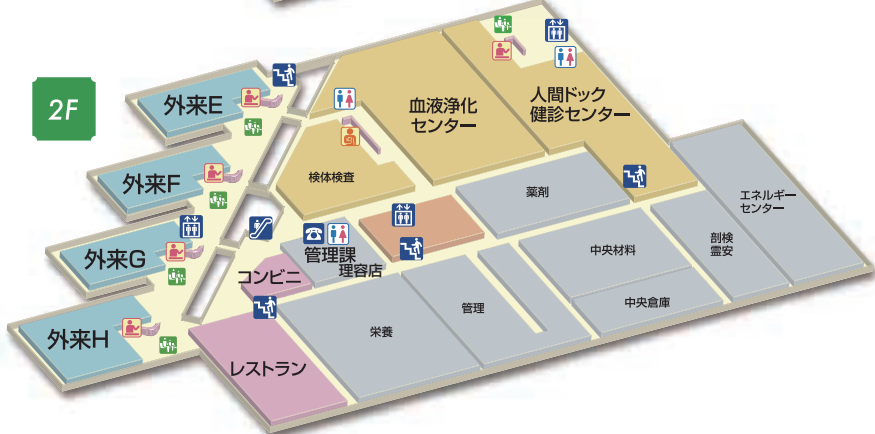 2F
外来E
外来F
外来G
外来H
検体検査
血液浄化
センター
人間ドック
健診センター
薬剤
エネルギー
センター
管理課
理容店
コンビニ
レストラン
栄養
管理
中央材料
中央倉庫
剖検
霊安